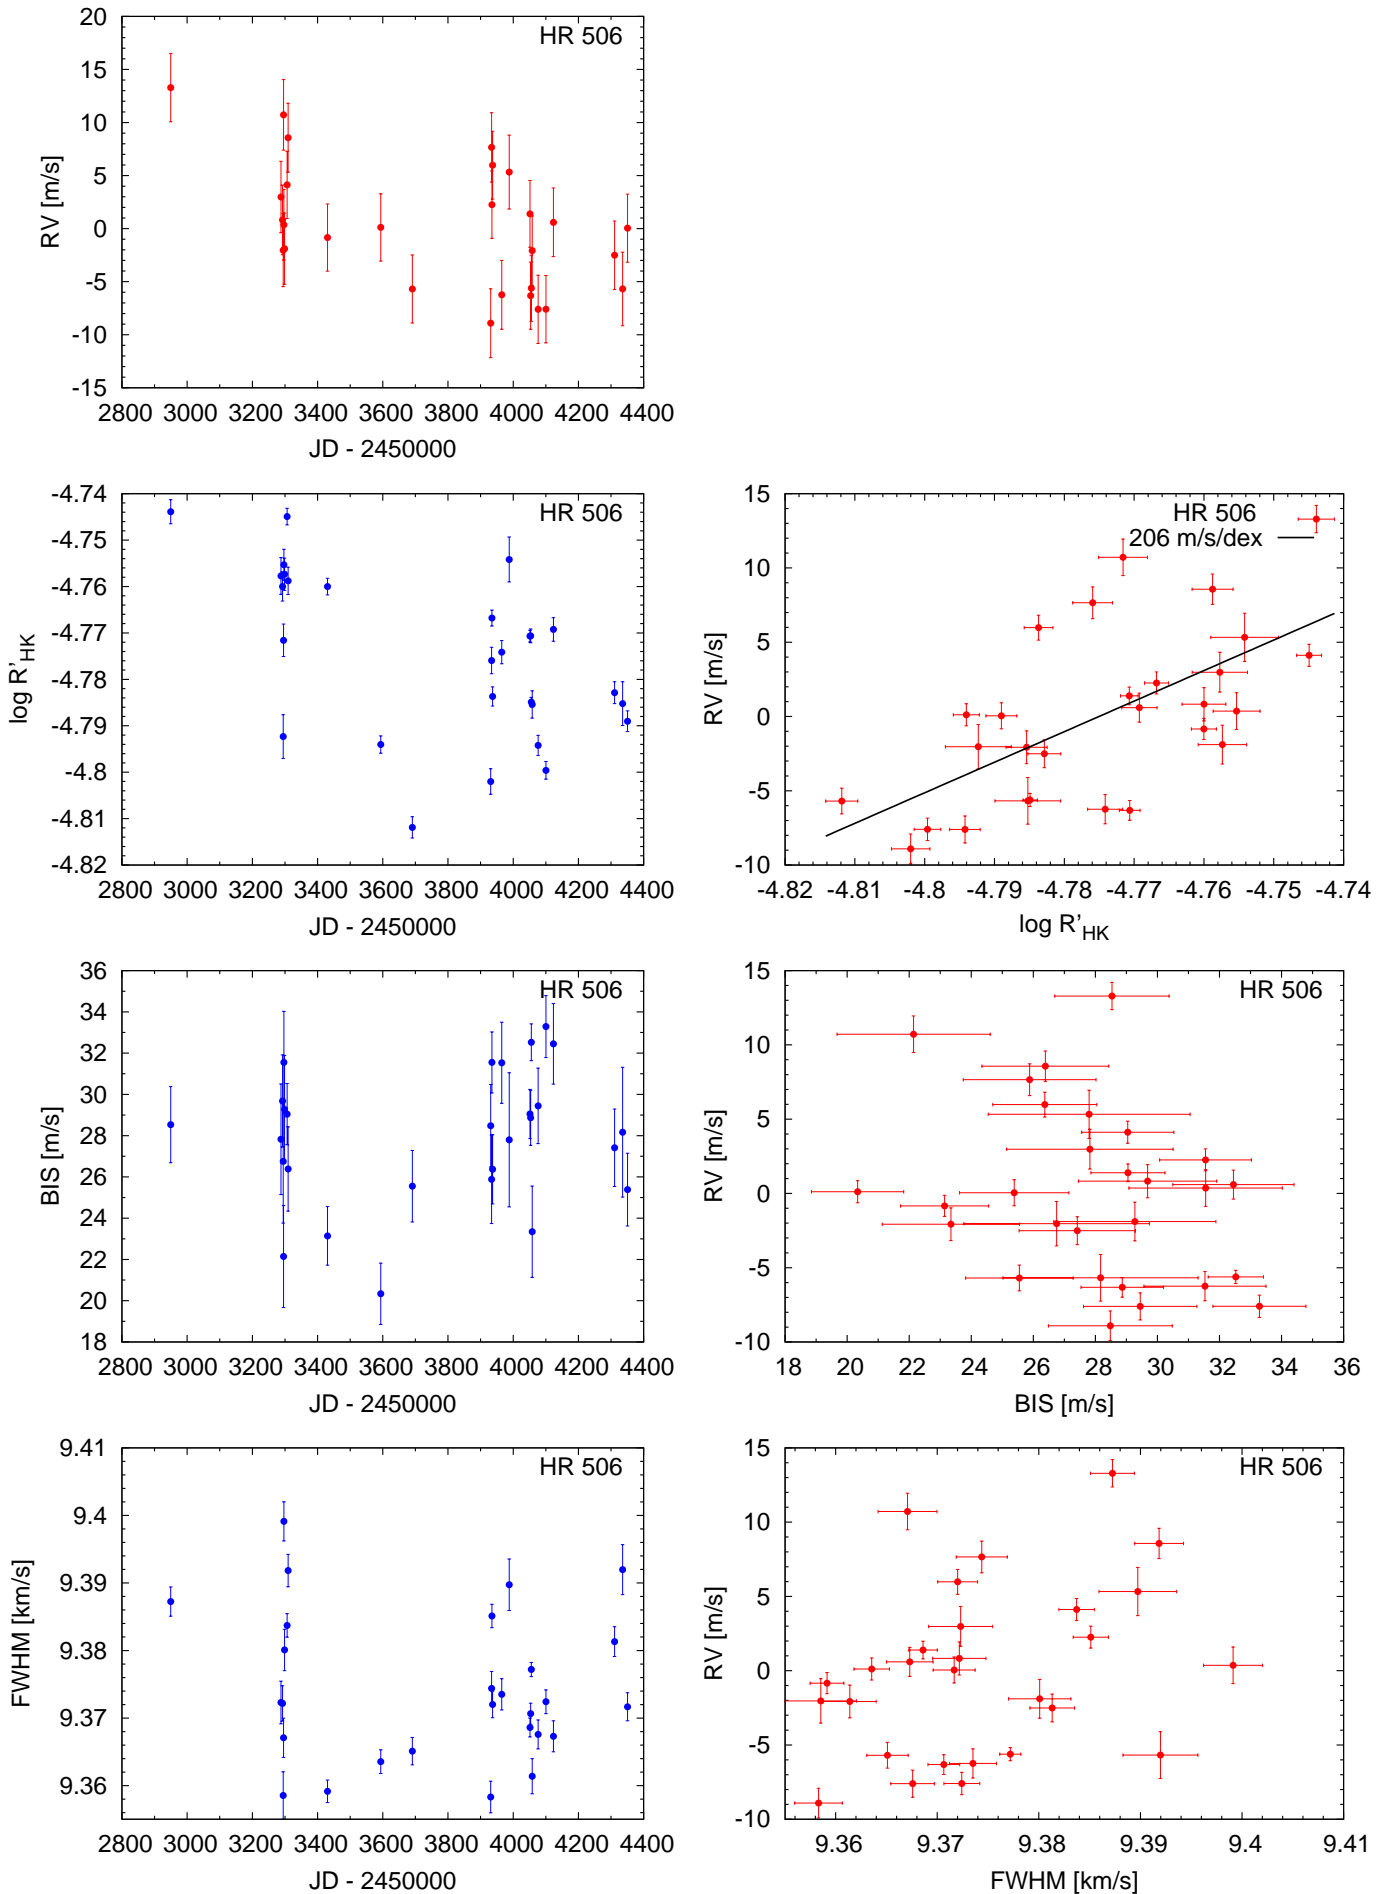 20
15
10
5
0
-5
-10
-15
RV [m/s]
HR 506
2800 3000 3200 3400 3600 3800 4000 4200 4400
JD - 2450000
-4.74
-4.75
-4.76
-4.77
-4.78
-4.79
-4.8
-4.81
-4.82
log R'HK
HR 506
2800 3000 3200 3400 3600 3800 4000 4200 4400
JD - 2450000
15
10
5
0
-5
-10
RV [m/s]
HR 506
206 m/s/dex
-4.82 -4.81 -4.8 -4.79 -4.78 -4.77 -4.76 -4.75 -4.74
log R'HK
36
34
32
30
28
26
24
22
20
18
BIS [m/s]
HR 506
2800 3000 3200 3400 3600 3800 4000 4200 4400
JD - 2450000
15
10
5
0
-5
-10
RV [m/s]
HR 506
18 20 22 24 26 28 30 32 34 36
BIS [m/s]
9.41
9.4
9.39
9.38
9.37
9.36
FWHM [km/s]
HR 506
2800 3000 3200 3400 3600 3800 4000 4200 4400
JD - 2450000
15
10
5
0
-5
-10
RV [m/s]
HR 506
9.36 9.37 9.38 9.39 9.4 9.41
FWHM [km/s]